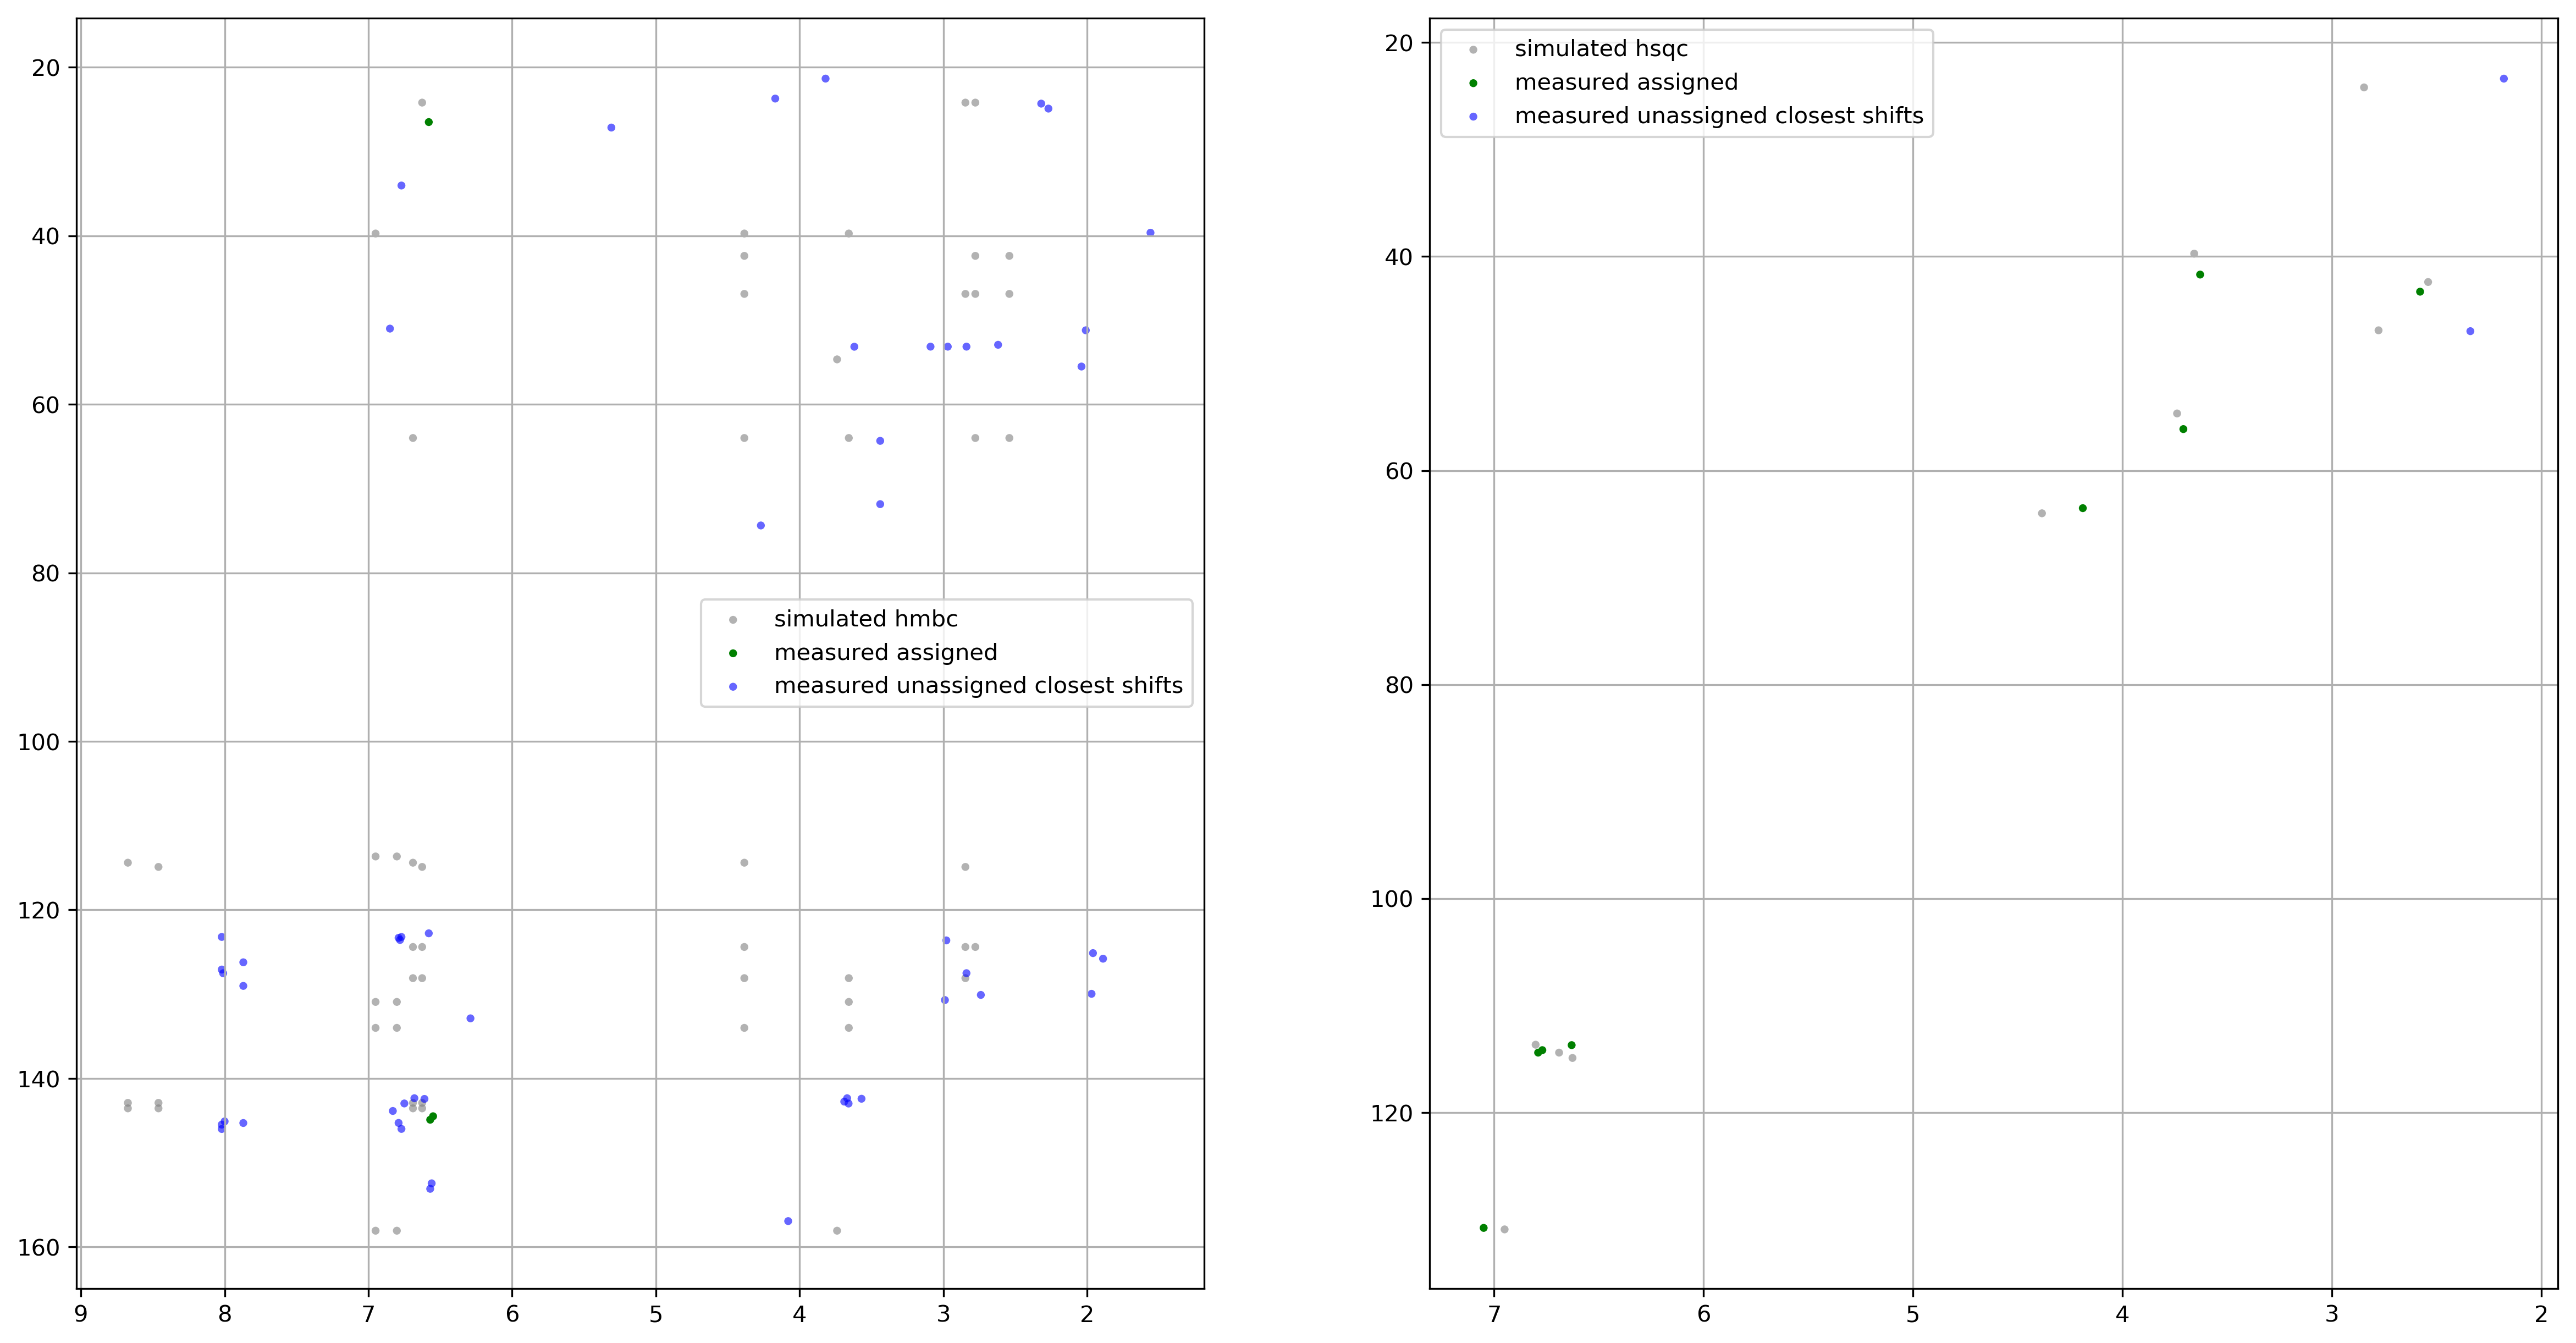 20
40
60
80
100
120
140
160
9 8 7 6 5 4 3 2
simulated hmbc
measured assigned
measured unassigned closest shifts
20
40
60
80
100
120
7 6 5 4 3 2
simulated hsqc
measured assigned
measured unassigned closest shifts